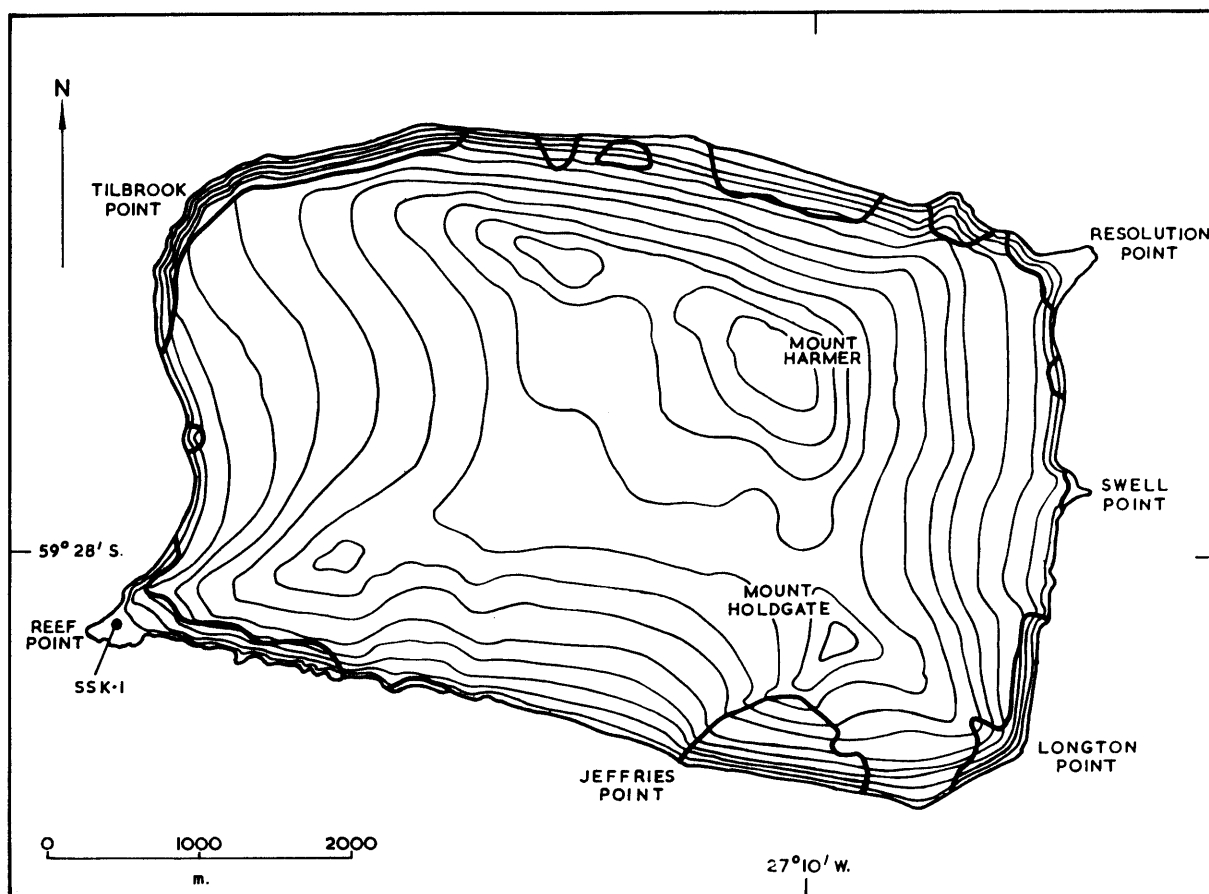 N
TILBROOK
POINT
RESOLUTION
POINT
MOUNT
HARMER
SWELL
POINT
59° 28' S.
MOUNT
HOLDGATE
REEF
POINT
SSK·1
LONGTON
POINT
JEFFRIES
POINT
0 1000 2000
m.
27°10' W.